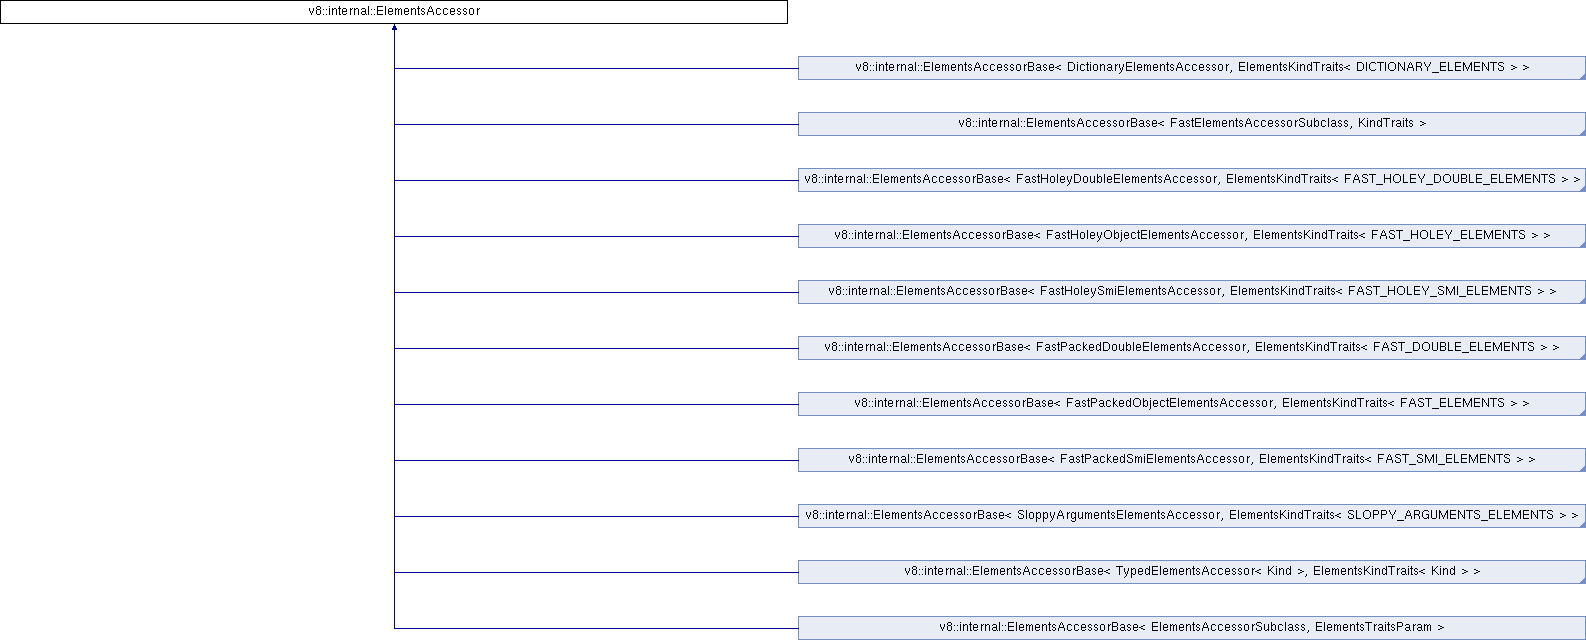 v8::internal::ElementsAccessor
v8::internal::ElementsAccessorBase< DictionaryElementsAccessor, ElementsKindTraits< DICTIONARY_ELEMENTS > >
v8::internal::ElementsAccessorBase< FastElementsAccessorSubclass, KindTraits >
v8::internal::ElementsAccessorBase< FastHoleyDoubleElementsAccessor, ElementsKindTraits< FAST_HOLEY_DOUBLE_ELEMENTS > >
v8::internal::ElementsAccessorBase< FastHoleyObjectElementsAccessor, ElementsKindTraits< FAST_HOLEY_ELEMENTS > >
v8::internal::ElementsAccessorBase< FastHoleySmiElementsAccessor, ElementsKindTraits< FAST_HOLEY_SMI_ELEMENTS > >
v8::internal::ElementsAccessorBase< FastPackedDoubleElementsAccessor, ElementsKindTraits< FAST_DOUBLE_ELEMENTS > >
v8::internal::ElementsAccessorBase< FastPackedObjectElementsAccessor, ElementsKindTraits< FAST_ELEMENTS > >
v8::internal::ElementsAccessorBase< FastPackedSmiElementsAccessor, ElementsKindTraits< FAST_SMI_ELEMENTS > >
v8::internal::ElementsAccessorBase< SloppyArgumentsElementsAccessor, ElementsKindTraits< SLOPPY_ARGUMENTS_ELEMENTS > >
v8::internal::ElementsAccessorBase< TypedElementsAccessor< Kind >, ElementsKindTraits< Kind > >
v8::internal::ElementsAccessorBase< ElementsAccessorSubclass, ElementsTraitsParam >